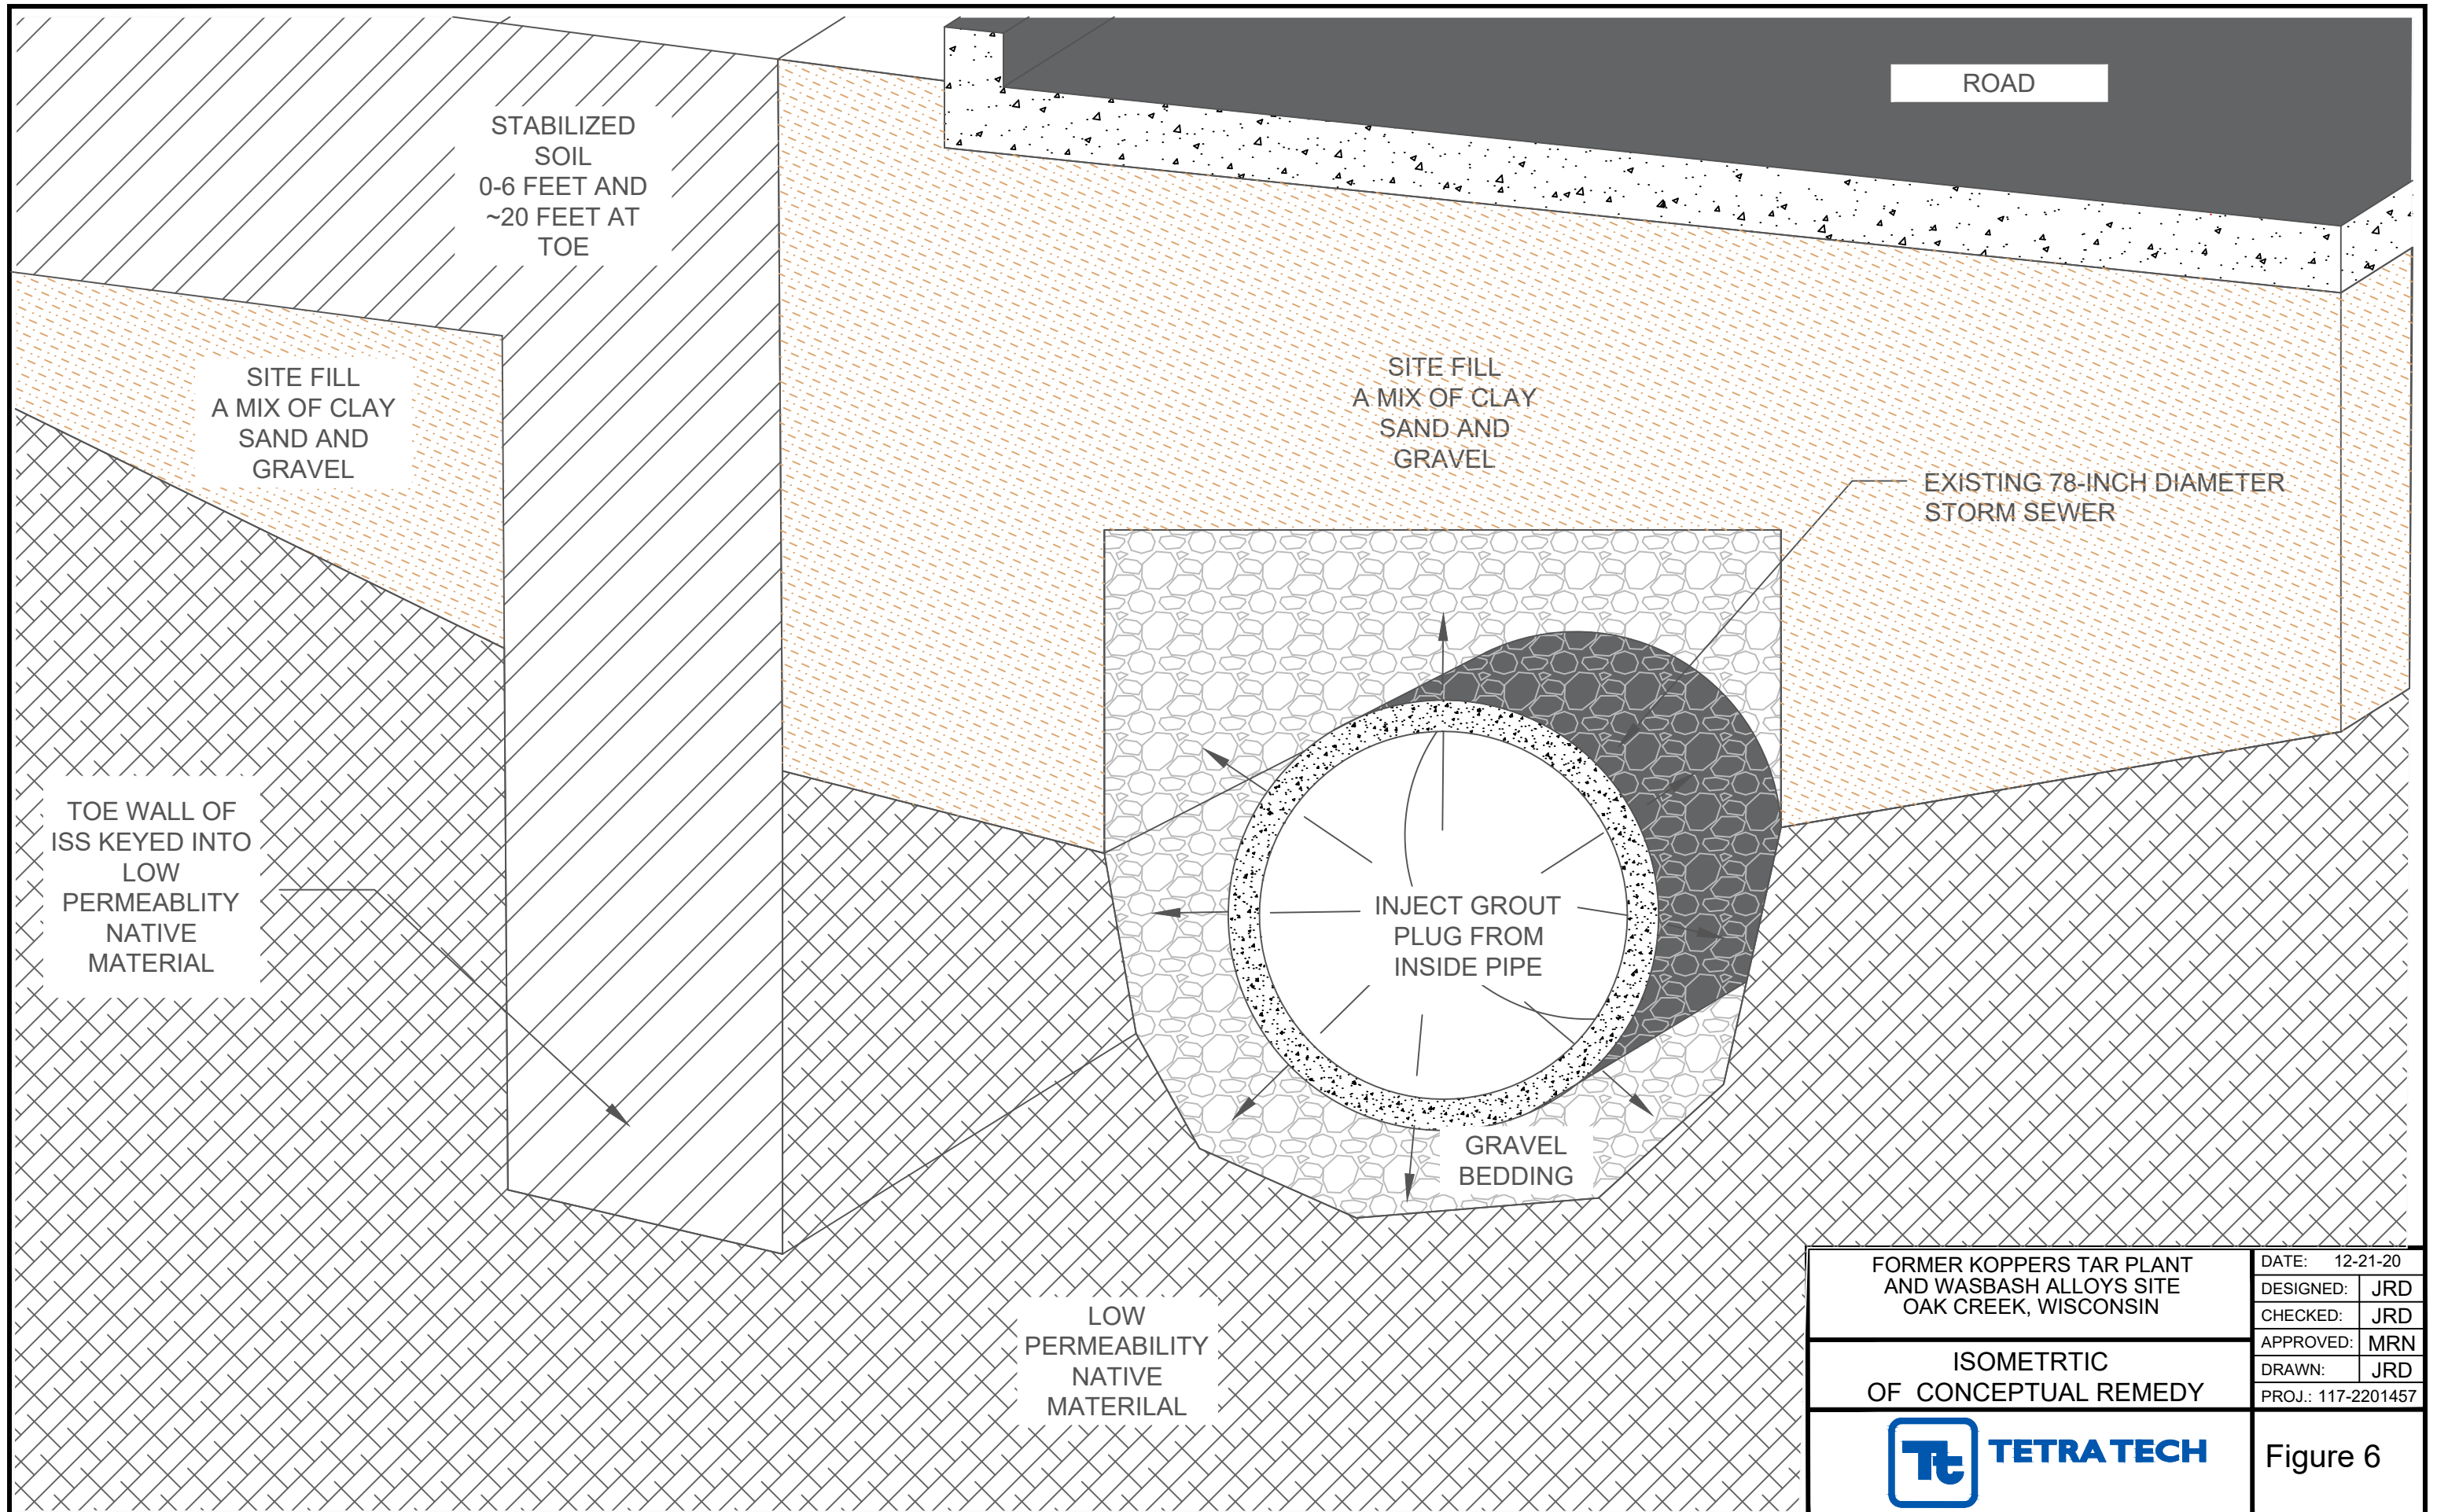 ROAD
STABILIZED
SOIL
0-6 FEET AND
~20 FEET AT
TOE
SITE FILL
A MIX OF CLAY
SAND AND
GRAVEL
SITE FILL
A MIX OF CLAY
SAND AND
GRAVEL
EXISTING 78-INCH DIAMETER
STORM SEWER
TOE WALL OF
ISS KEYED INTO
LOW
PERMEABLITY
NATIVE
MATERIAL
INJECT GROUT
PLUG FROM
INSIDE PIPE
GRAVEL
BEDDING
LOW
PERMEABILITY
NATIVE
MATERILAL
FORMER KOPPERS TAR PLANT
AND WASBASH ALLOYS SITE
OAK CREEK, WISCONSIN
ISOMETRTIC
OF CONCEPTUAL REMEDY
DATE: 12-21-20
DESIGNED: JRD
CHECKED: JRD
APPROVED: MRN
DRAWN: JRD
PROJ.: 117-2201457
Tt TETRA TECH
Figure 6